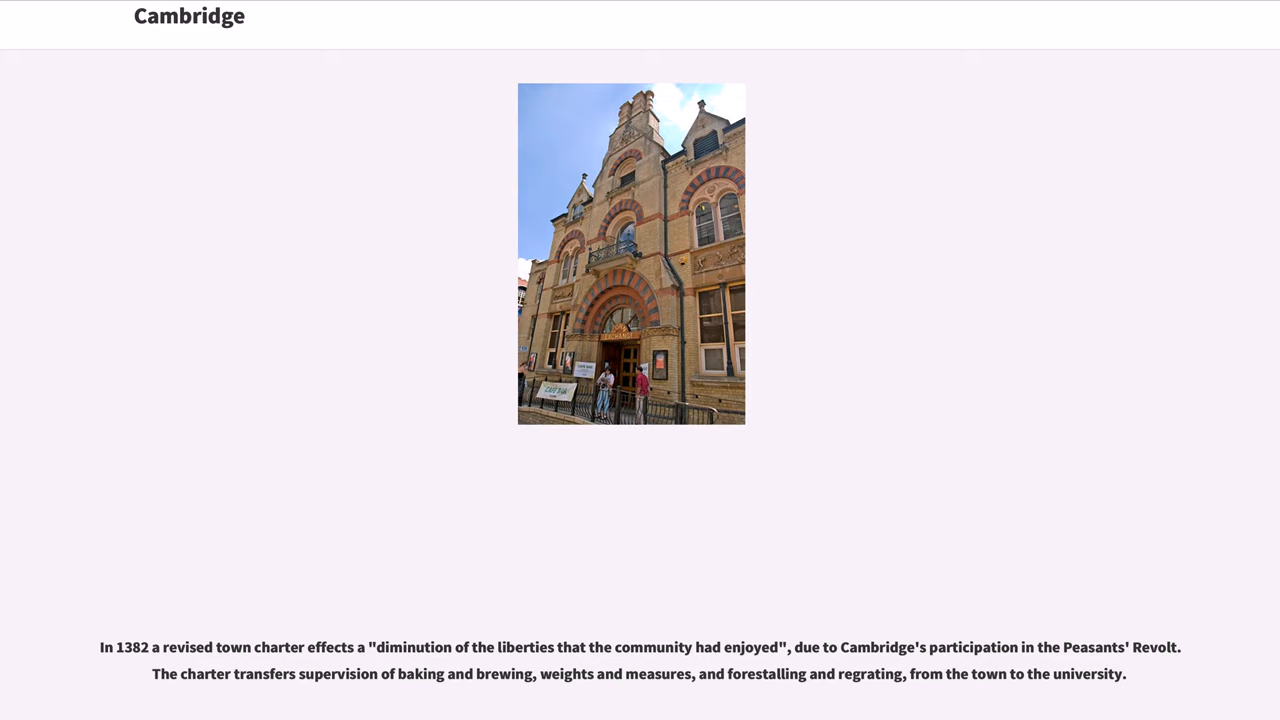 Cambridge
EXCHANGE
In 1382 a revised town charter effects a "diminution of the liberties that the community had enjoyed", due to Cambridge's participation in the Peasants' Revolt.
The charter transfers supervision of baking and brewing, weights and measures, and forestalling and regrating, from the town to the university.